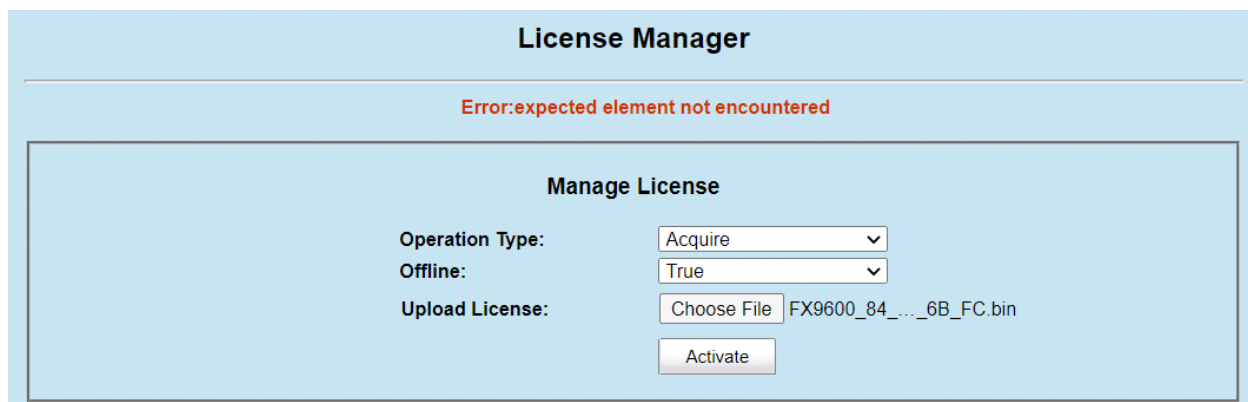 License Manager
Error:expected element not encountered
Manage License
Operation Type: Acquire
Offline: True
Upload License: Choose File FX9600_84_..._6B_FC.bin
Activate